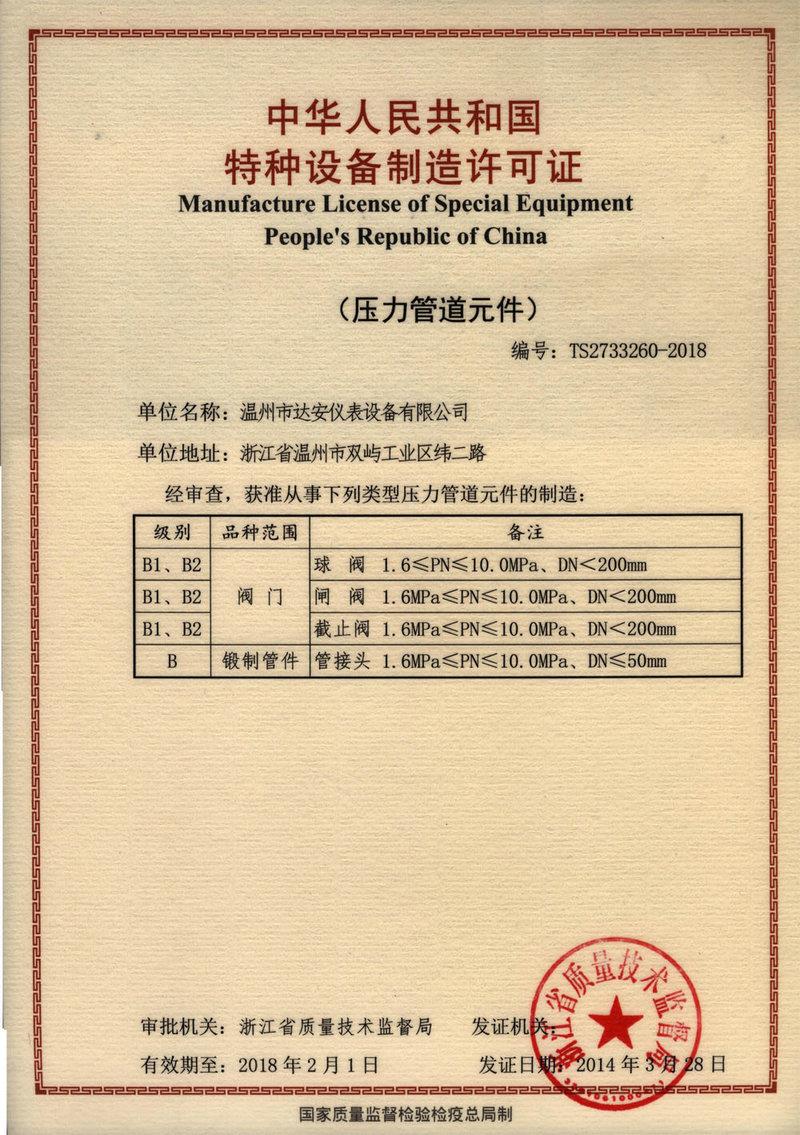 中华人民共和国
特种设备制造许可证
Manufacture License of Special Equipment
People's Republic of China
（压力管道元件）
编号：TS2733260-2018
单位名称：温州市达安仪表设备有限公司
单位地址：浙江省温州市双屿工业区纬二路
经审查，获准从事下列类型压力管道元件的制造：
级别 品种范围 备注
B1、B2 球 阀 1.6≤PN≤10.0MPa、DN＜200mm
B1、B2 阀 门 闸 阀 1.6MPa≤PN≤10.0MPa、DN＜200mm
B1、B2 截止阀 1.6MPa≤PN≤10.0MPa、DN＜200mm
B 锻制管件 管接头 1.6MPa≤PN≤10.0MPa、DN≤50mm
浙江省质量技术监督局
审批机关：浙江省质量技术监督局 发证机关：
有效期至：2018 年 2 月 1 日 发证日期：2014 年 3 月 28 日
国家质量监督检验检疫总局制